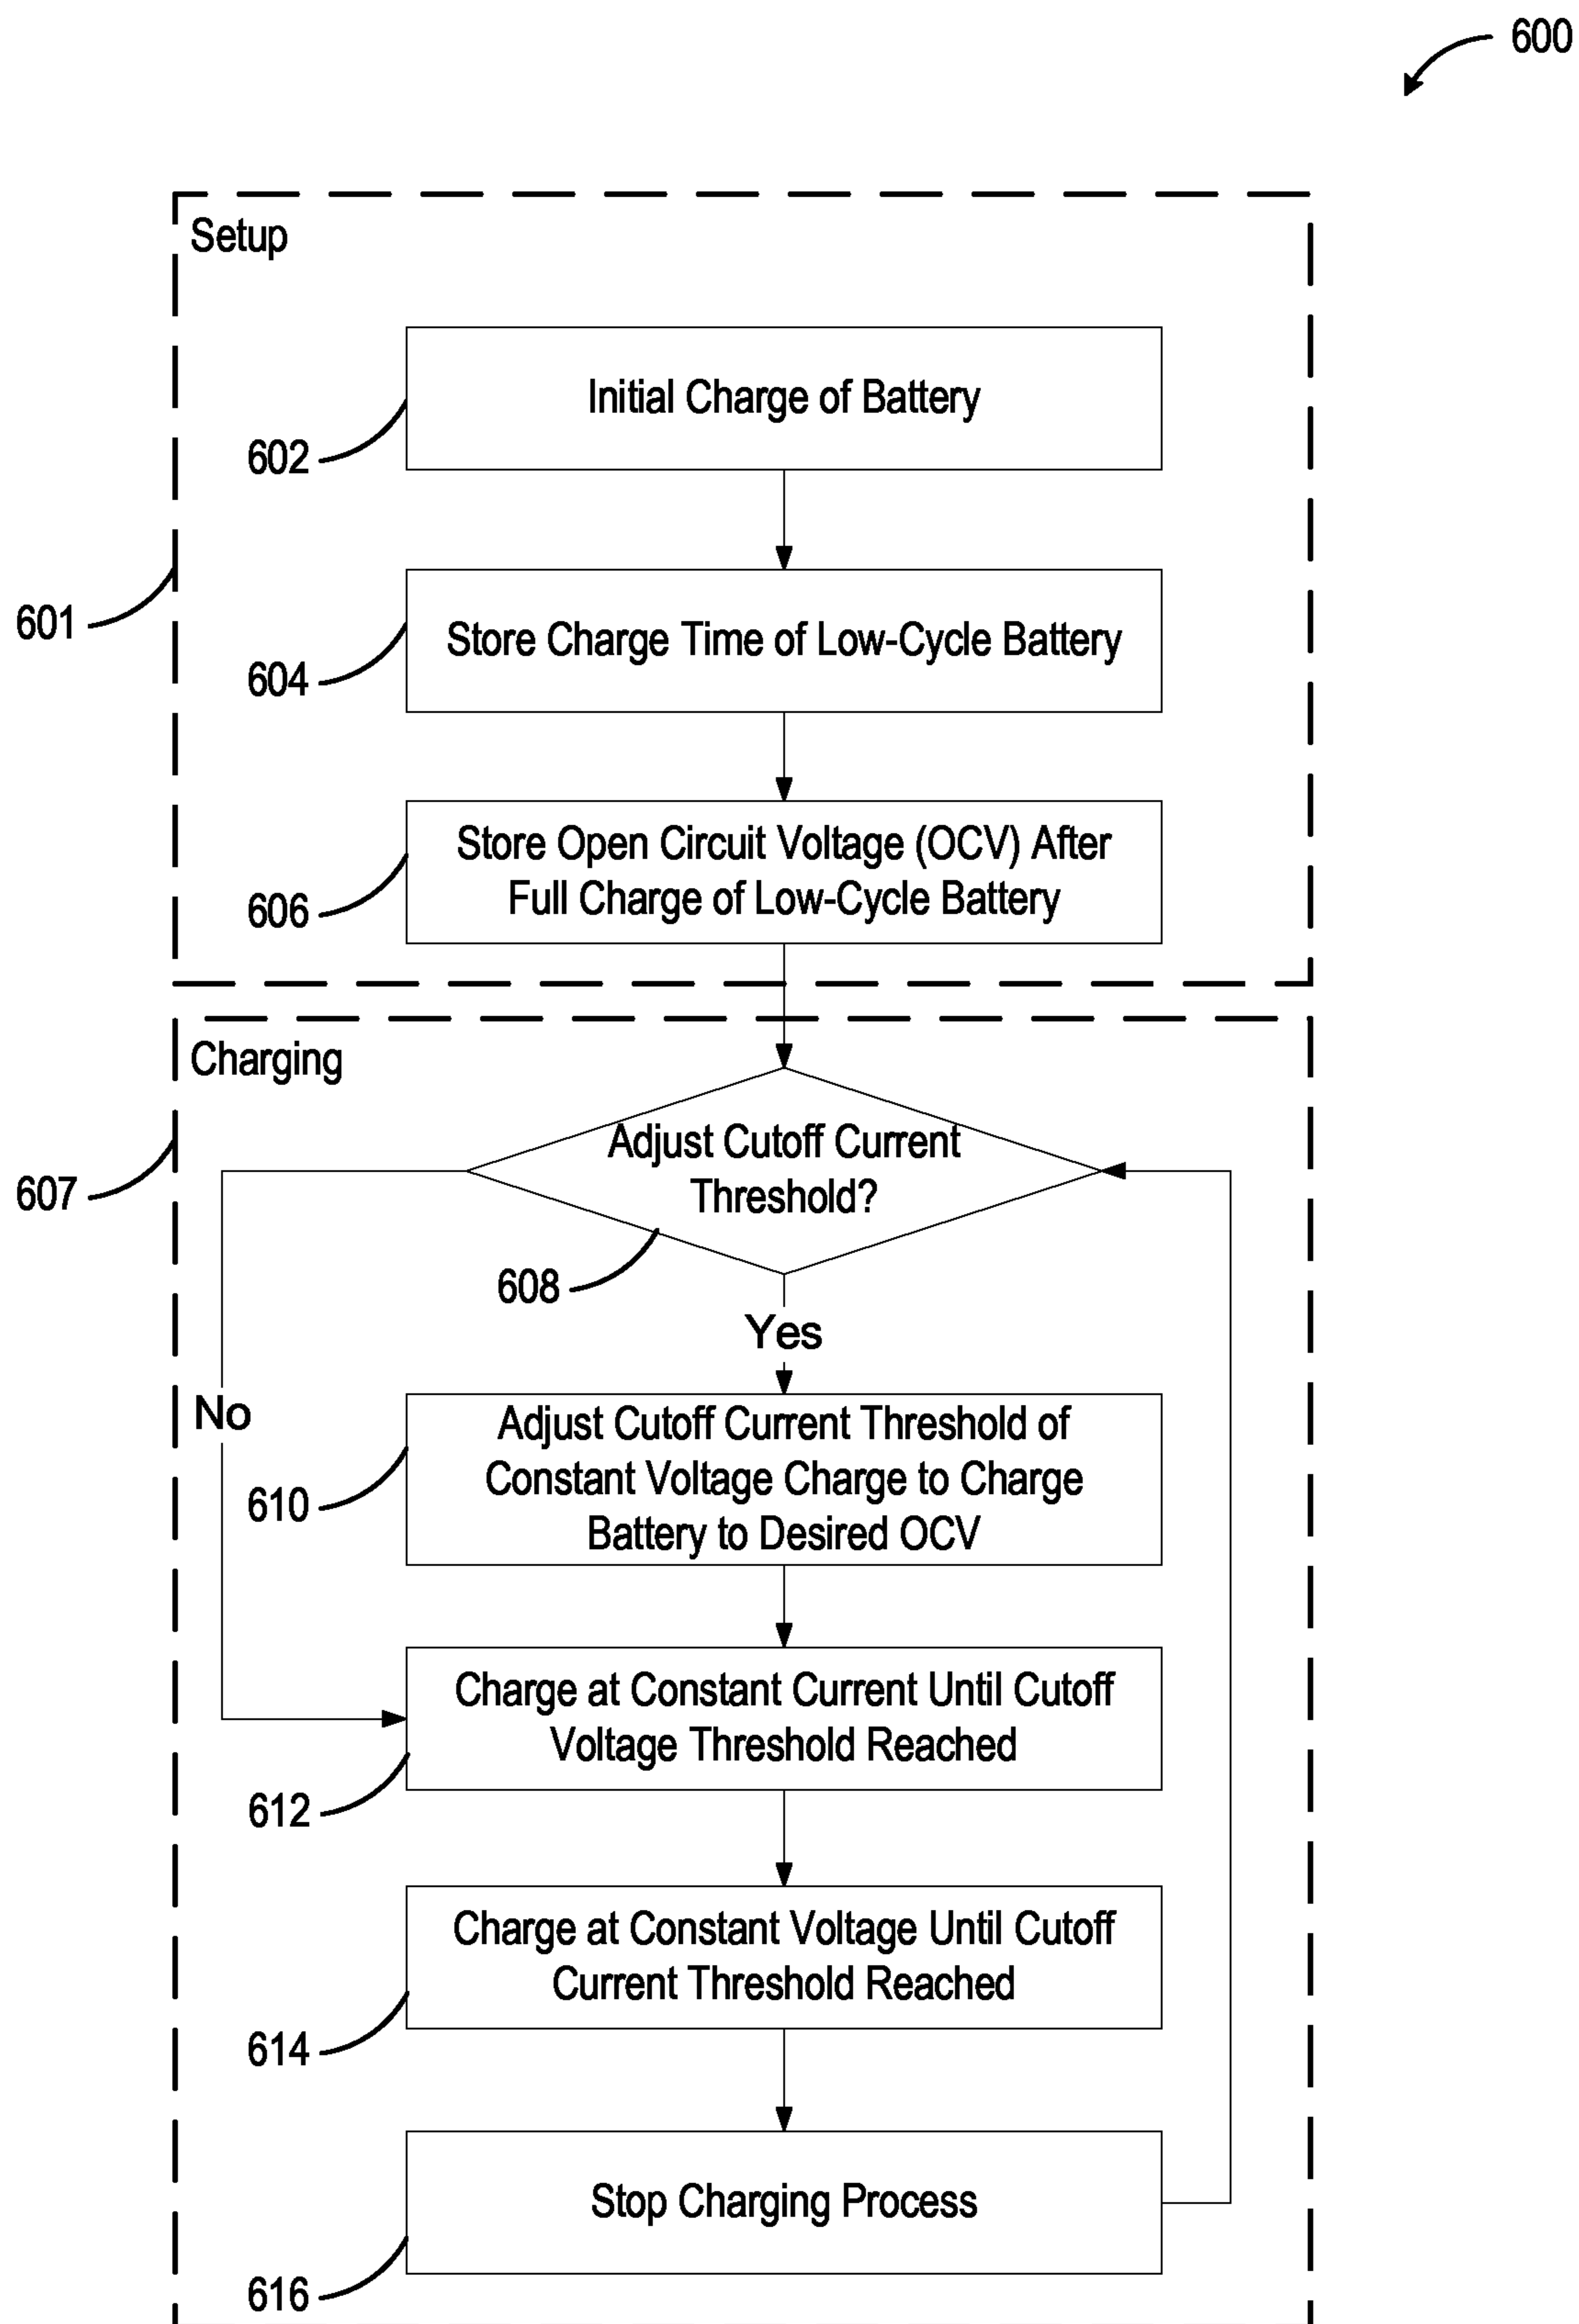 600
Setup
Initial Charge of Battery
602
601
Store Charge Time of Low-Cycle Battery
604
Store Open Circuit Voltage (OCV) After
Full Charge of Low-Cycle Battery
606
Charging
Adjust Cutoff Current
Threshold?
607
608
Yes
No
Adjust Cutoff Current Threshold of
Constant Voltage Charge to Charge
Battery to Desired OCV
610
Charge at Constant Current Until Cutoff
Voltage Threshold Reached
612
Charge at Constant Voltage Until Cutoff
Current Threshold Reached
614
Stop Charging Process
616